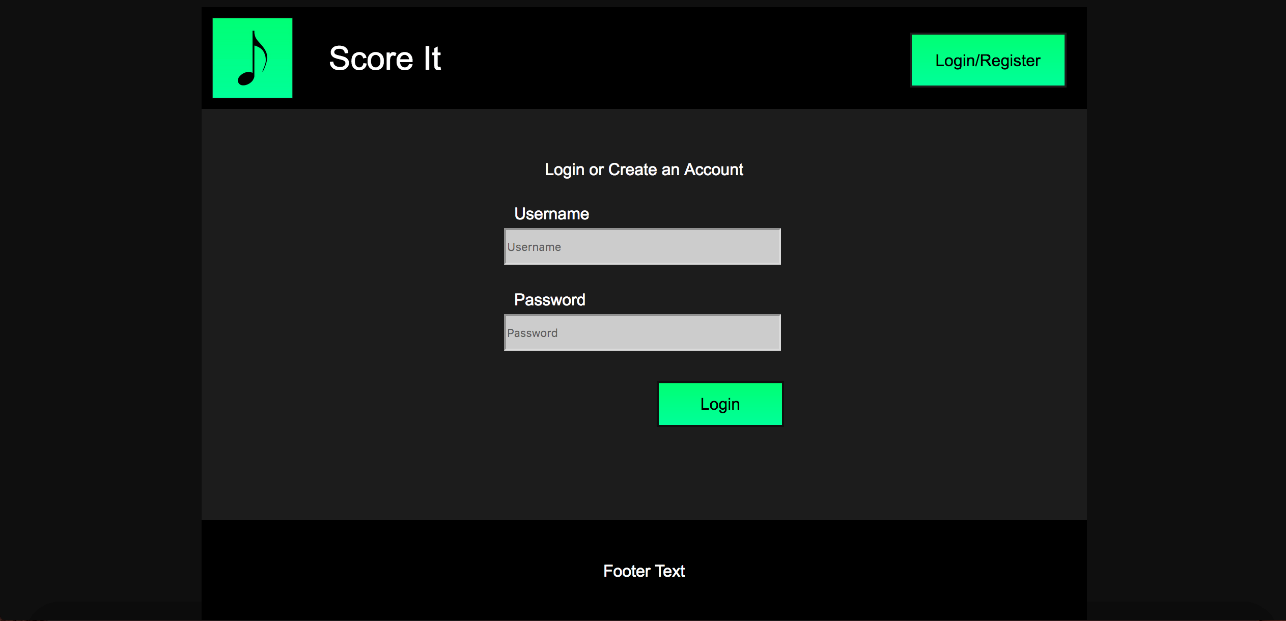 Score It
Login/Register
Login or Create an Account
Username
Username
Password
Password
Login
Footer Text